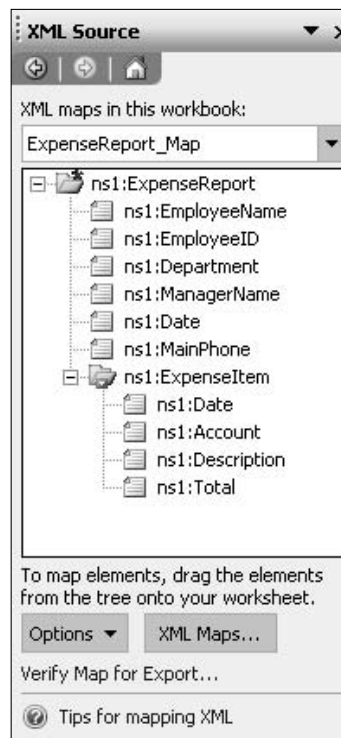 XML Source
XML maps in this workbook:
ExpenseReport_Map
ns1:ExpenseReport
ns1:EmployeeName
ns1:EmployeeID
ns1:Department
ns1:ManagerName
ns1:Date
ns1:MainPhone
ns1:ExpenseItem
ns1:Date
ns1:Account
ns1:Description
ns1:Total
To map elements, drag the elements
from the tree onto your worksheet.
Options XML Maps...
Verify Map for Export...
Tips for mapping XML